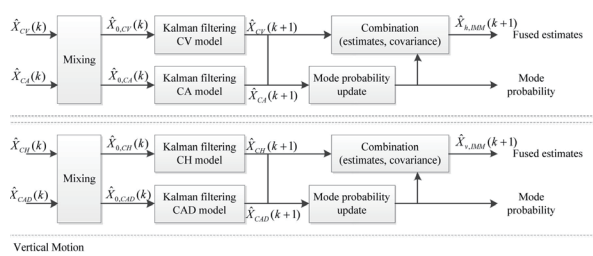 X̂_CV(k)
X̂_0,CV(k)
Kalman filtering
CV model
X̂_CV(k+1)
Combination
(estimates, covariance)
X̂_h,IMM(k+1)
Fused estimates
Mixing
X̂_CA(k)
X̂_0,CA(k)
Kalman filtering
CA model
X̂_CA(k+1)
Mode probability
update
Mode
probability
X̂_CH(k)
X̂_0,CH(k)
Kalman filtering
CH model
X̂_CH(k+1)
Combination
(estimates, covariance)
X̂_v,IMM(k+1)
Fused estimates
Mixing
X̂_CAD(k)
X̂_0,CAD(k)
Kalman filtering
CAD model
X̂_CAD(k+1)
Mode probability
update
Mode
probability
Vertical Motion